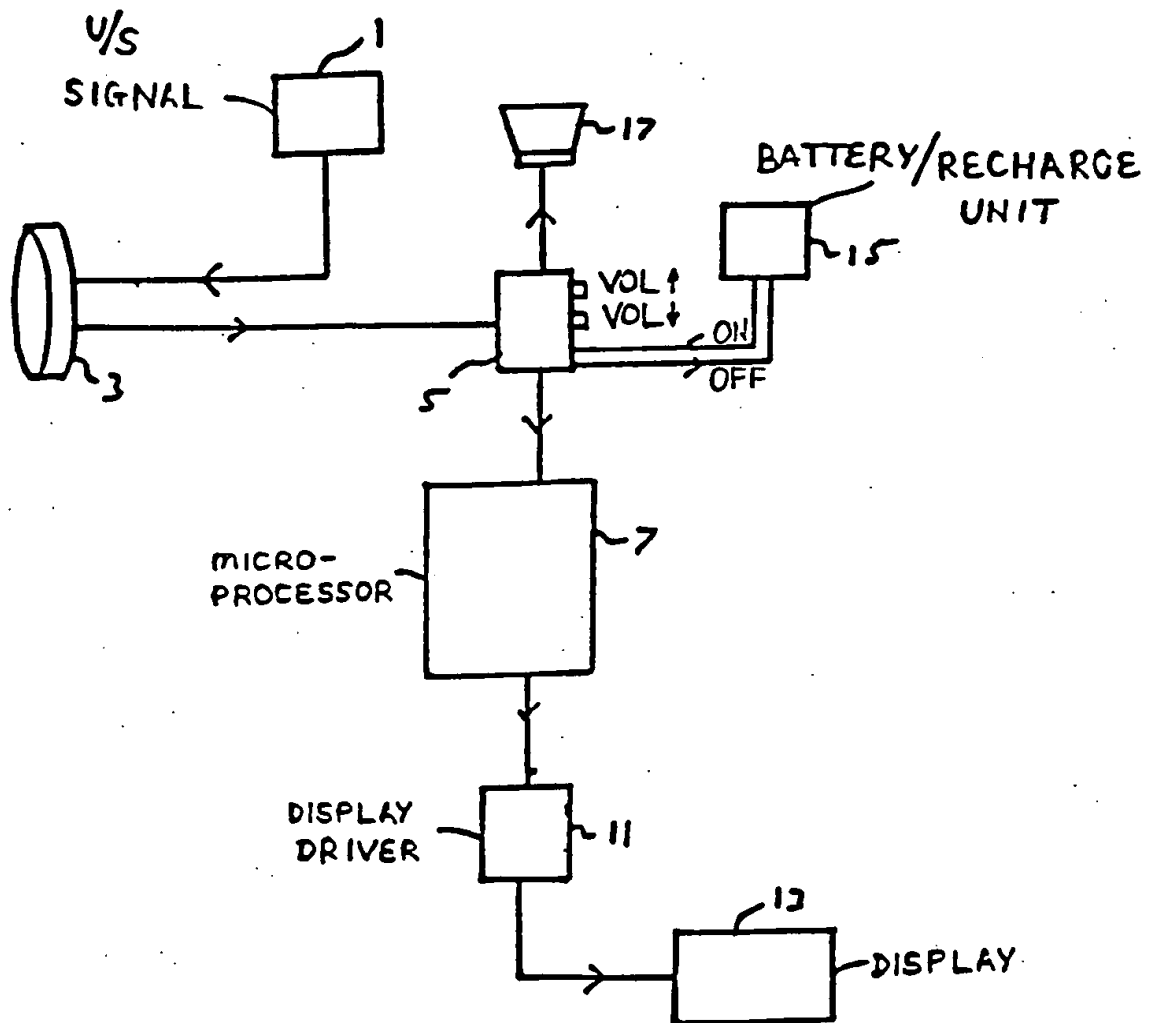 U/S
SIGNAL
1
17
BATTERY/RECHARGE
UNIT
15
VOL↑
VOL↓
ON
OFF
3
5
MICRO-
PROCESSOR
7
DISPLAY
DRIVER
11
13
DISPLAY